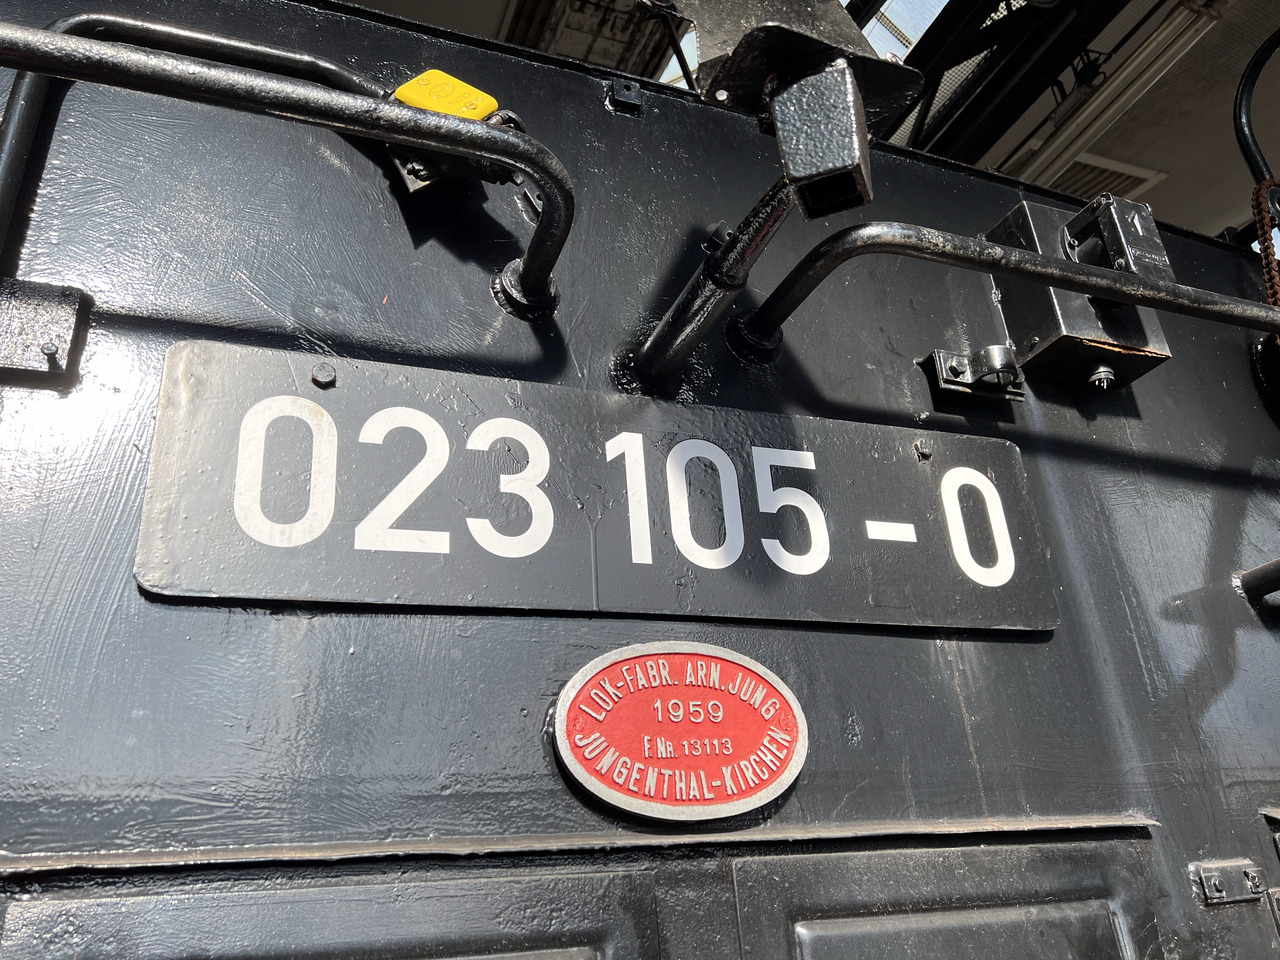 023 105 - 0
LOK-FABR. ARN. JUNG
1959
F. NR. 13113
JUNGENTHAL-KIRCHEN